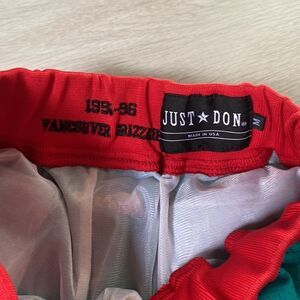 1995-96
VANCOUVER GRIZZLIES
JUST★DON®
MADE IN USA
M